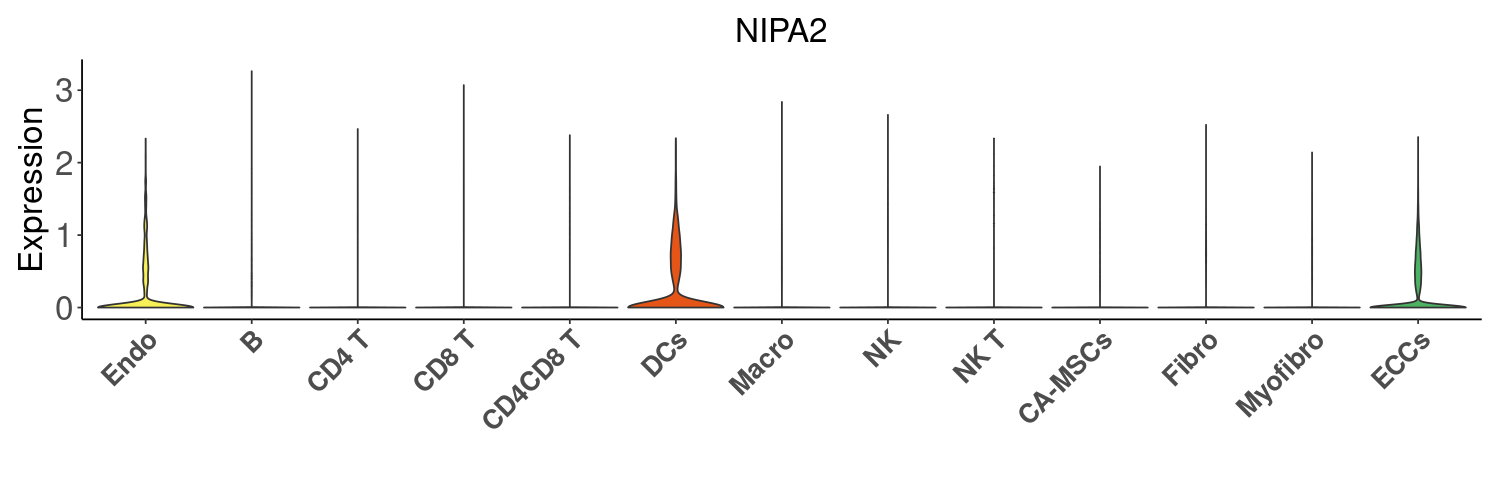 NIPA2
Expression
3
2
1
0
Endo
B
CD4 T
CD8 T
CD4CD8 T
DCs
Macro
NK
NK T
CA-MSCs
Fibro
Myofibro
ECCs